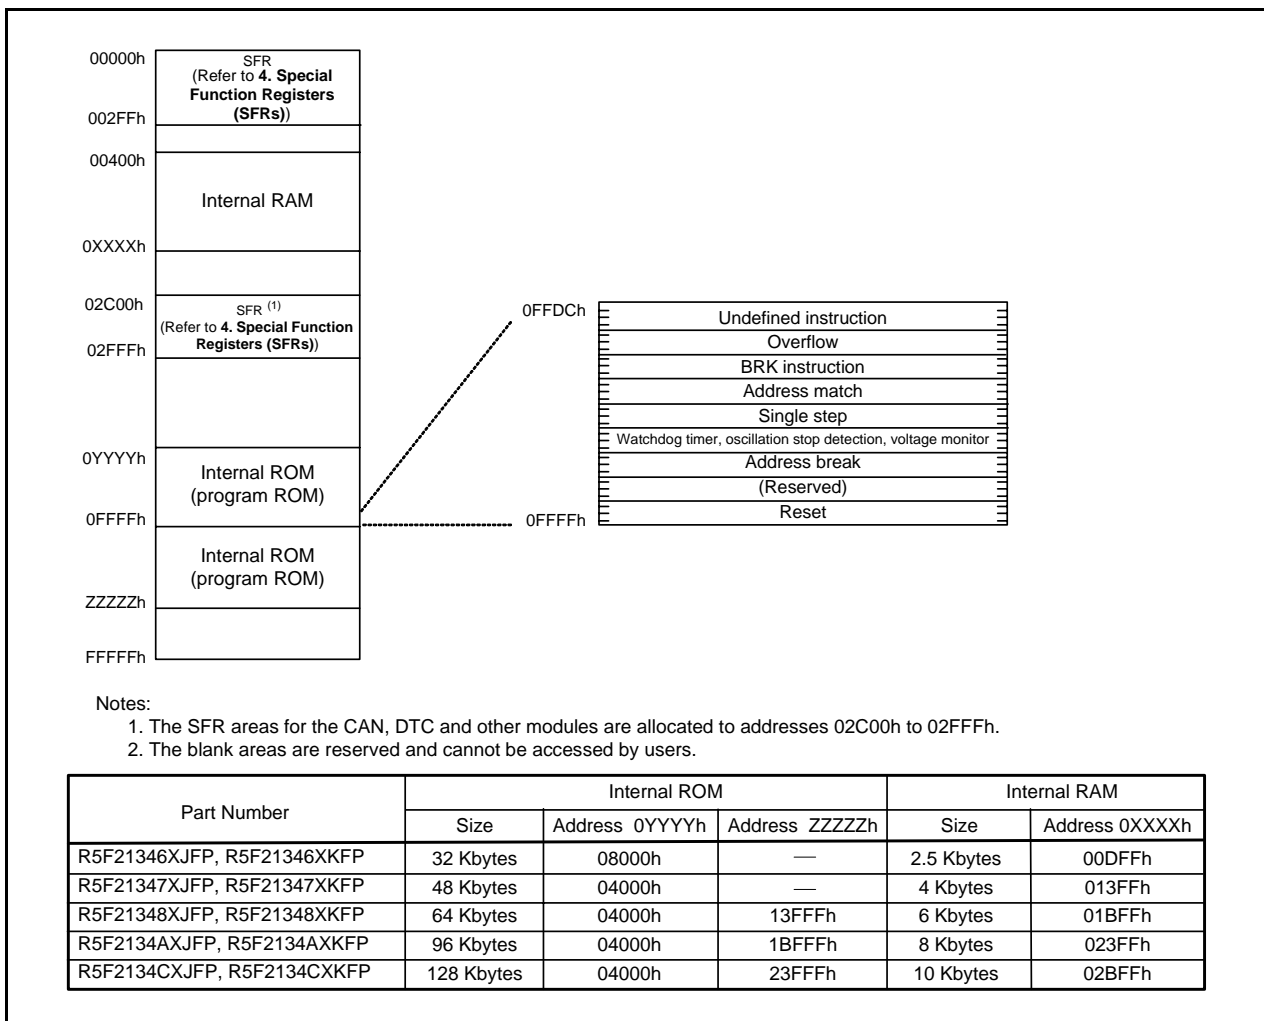 00000h
SFR
(Refer to 4. Special
Function Registers
(SFRs))
002FFh
00400h
Internal RAM
0XXXXh
02C00h
SFR (1)
(Refer to 4. Special Function
Registers (SFRs))
02FFFh
0YYYYh
Internal ROM
(program ROM)
0FFFFh
Internal ROM
(program ROM)
ZZZZZh
FFFFFh
0FFDCh
Undefined instruction
Overflow
BRK instruction
Address match
Single step
Watchdog timer, oscillation stop detection, voltage monitor
Address break
(Reserved)
Reset
0FFFFh
Notes:
1. The SFR areas for the CAN, DTC and other modules are allocated to addresses 02C00h to 02FFFh.
2. The blank areas are reserved and cannot be accessed by users.
Part Number Internal ROM Internal RAM
Size Address 0YYYYh Address ZZZZZh Size Address 0XXXXh
R5F21346XJFP, R5F21346XKFP 32 Kbytes 08000h — 2.5 Kbytes 00DFFh
R5F21347XJFP, R5F21347XKFP 48 Kbytes 04000h — 4 Kbytes 013FFh
R5F21348XJFP, R5F21348XKFP 64 Kbytes 04000h 13FFFh 6 Kbytes 01BFFh
R5F2134AXJFP, R5F2134AXKFP 96 Kbytes 04000h 1BFFFh 8 Kbytes 023FFh
R5F2134CXJFP, R5F2134CXKFP 128 Kbytes 04000h 23FFFh 10 Kbytes 02BFFh